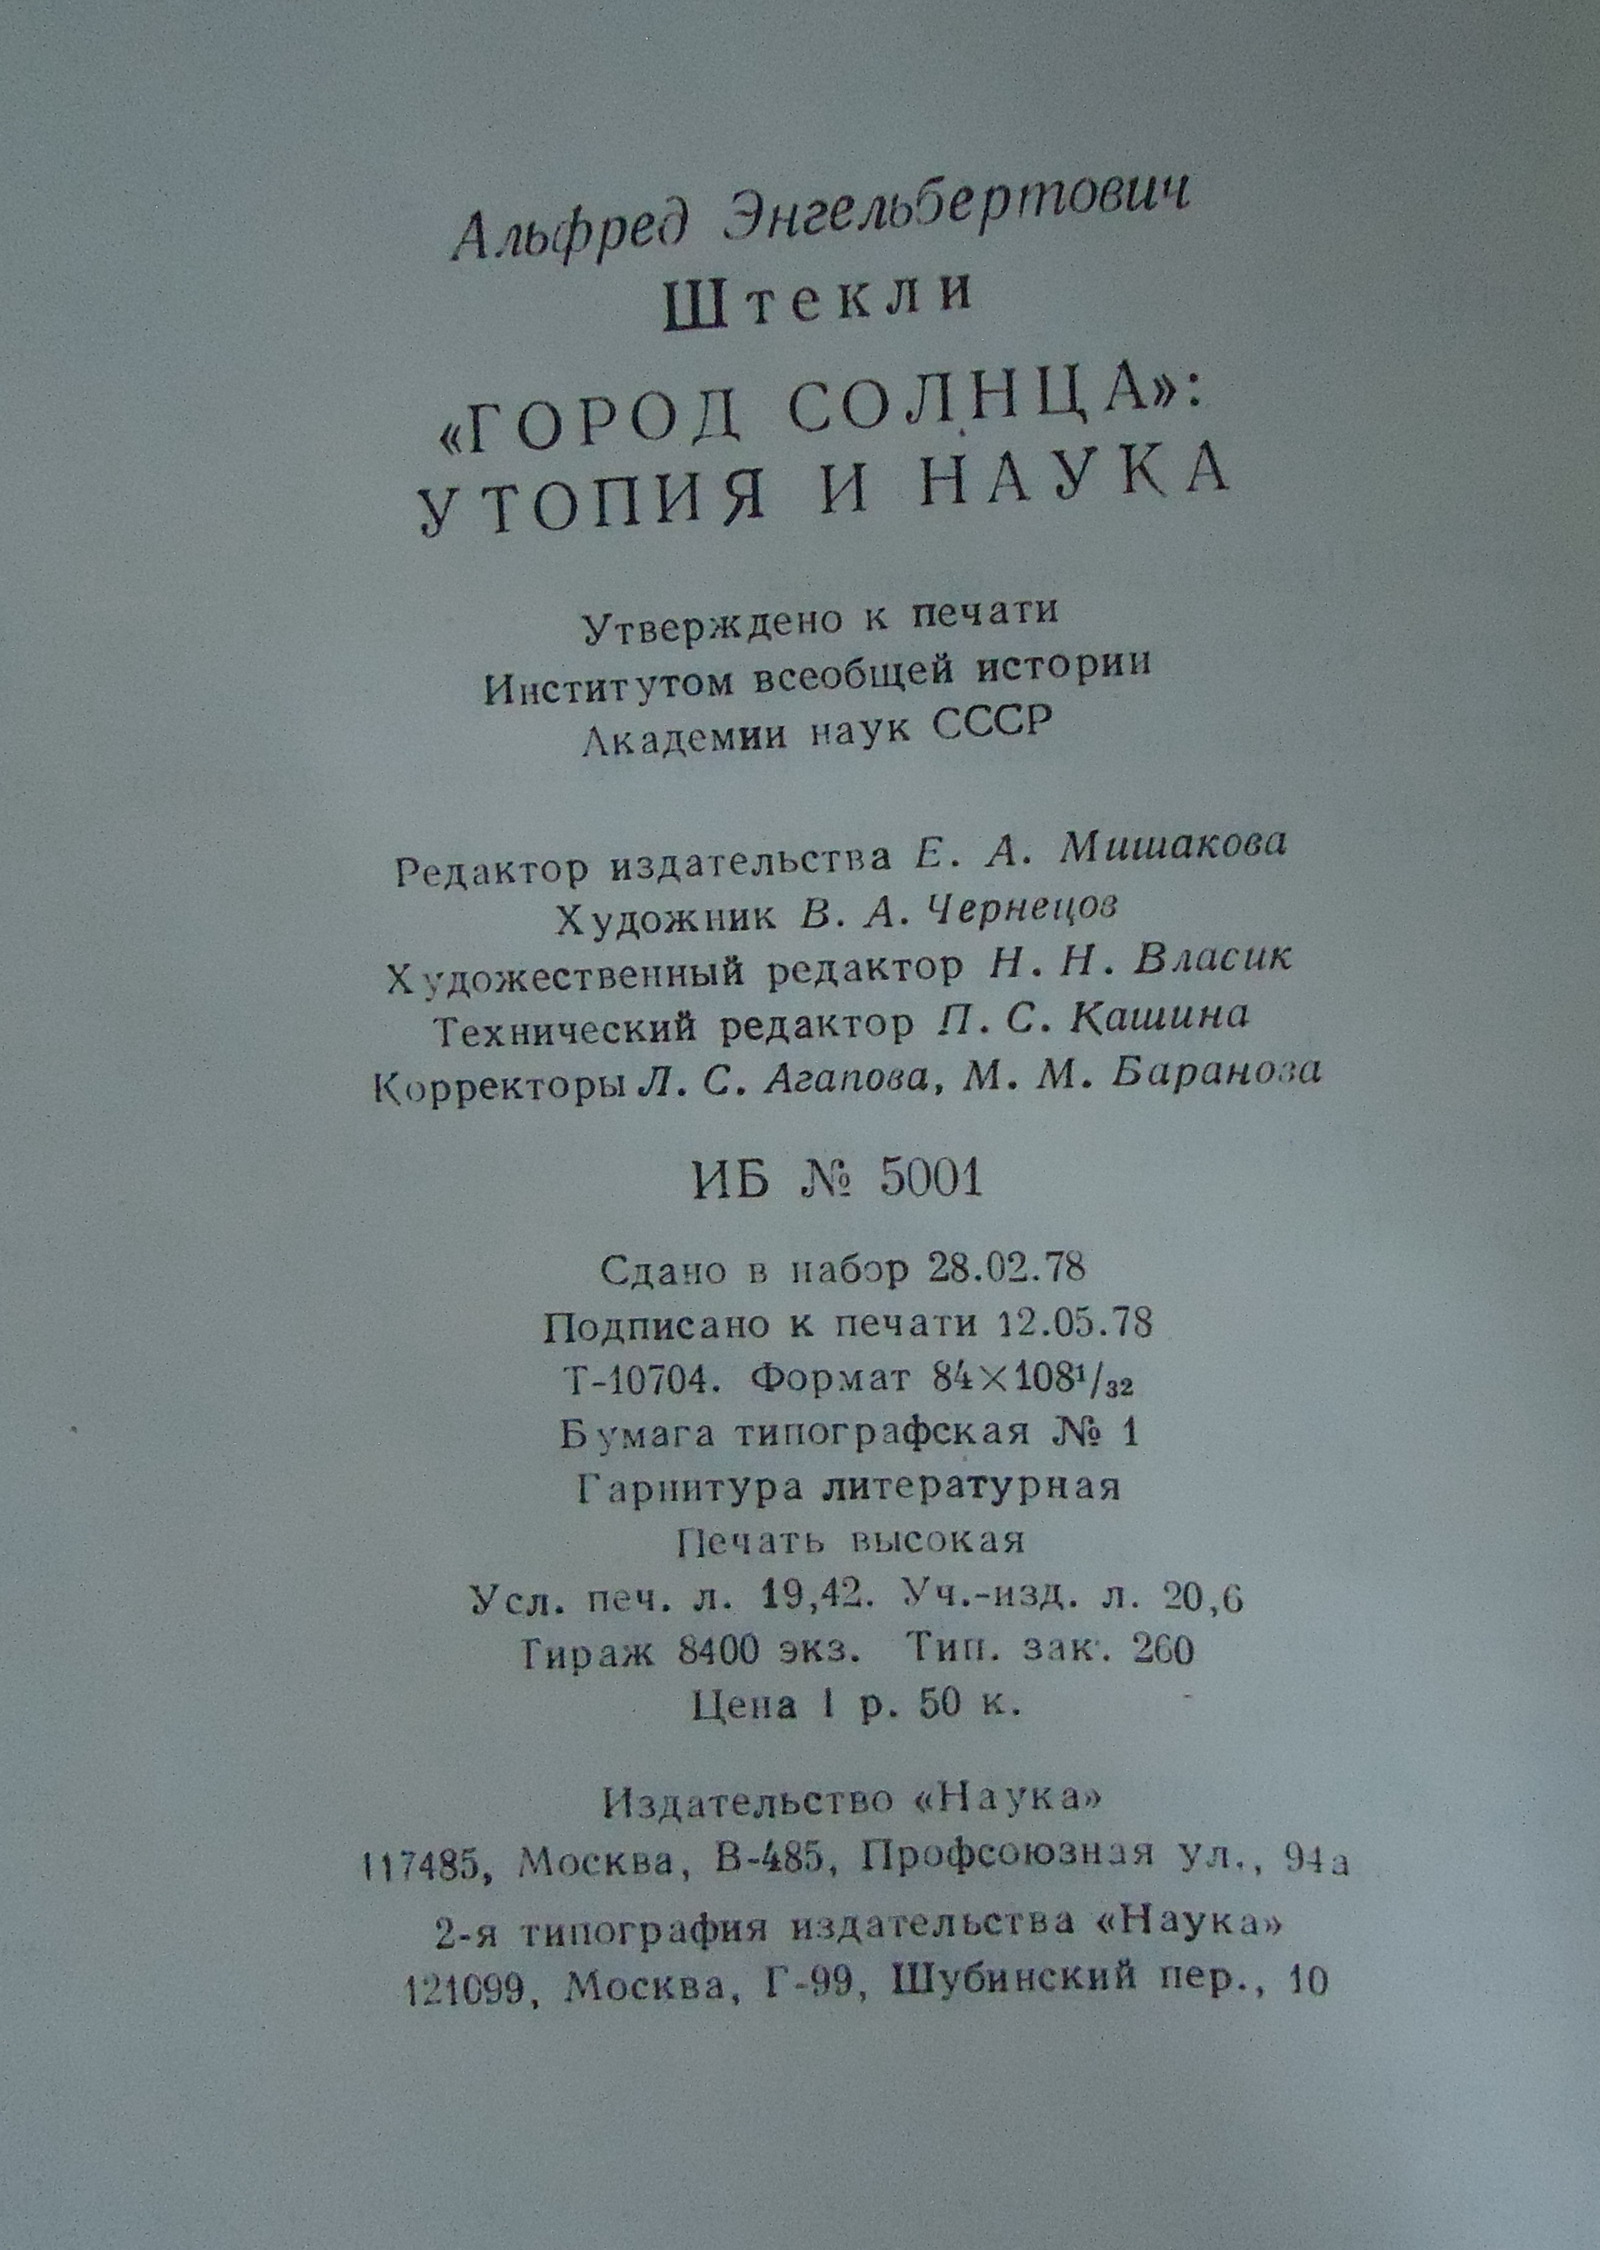 Альфред Энгельбертович
Штекли
«ГОРОД СОЛНЦА»:
УТОПИЯ И НАУКА
Утверждено к печати
Институтом всеобщей истории
Академии наук СССР
Редактор издательства Е. А. Мишакова
Художник В. А. Чернецов
Художественный редактор Н. Н. Власик
Технический редактор П. С. Кашина
Корректоры Л. С. Агапова, М. М. Баранова
ИБ № 5001
Сдано в набор 28.02.78
Подписано к печати 12.05.78
Т-10704. Формат 84×108¹/₃₂
Бумага типографская № 1
Гарнитура литературная
Печать высокая
Усл. печ. л. 19,42. Уч.-изд. л. 20,6
Тираж 8400 экз. Тип. зак. 260
Цена 1 р. 50 к.
Издательство «Наука»
117485, Москва, В-485, Профсоюзная ул., 94а
2-я типография издательства «Наука»
121099, Москва, Г-99, Шубинский пер., 10